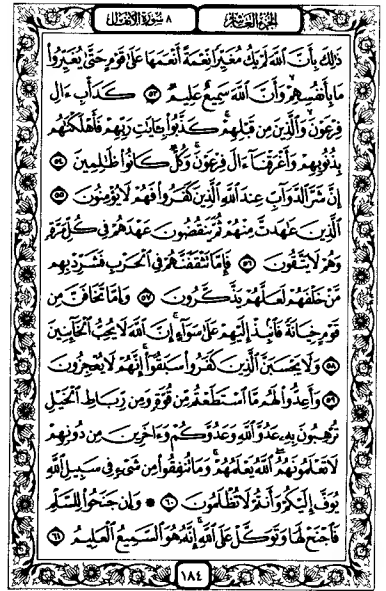 الجزء العاشر ٨ سورة الأنفال
ذَٰلِكَ بِأَنَّ ٱللَّهَ لَمْ يَكُ مُغَيِّرًا نِّعْمَةً أَنْعَمَهَا عَلَىٰ قَوْمٍ حَتَّىٰ يُغَيِّرُوا۟
مَا بِأَنفُسِهِمْ وَأَنَّ ٱللَّهَ سَمِيعٌ عَلِيمٌ ٥٣ كَدَأْبِ ءَالِ
فِرْعَوْنَ وَٱلَّذِينَ مِن قَبْلِهِمْ كَذَّبُوا۟ بِـَٔايَٰتِ رَبِّهِمْ فَأَهْلَكْنَٰهُم
بِذُنُوبِهِمْ وَأَغْرَقْنَآ ءَالَ فِرْعَوْنَ وَكُلٌّ كَانُوا۟ ظَٰلِمِينَ ٥٤
إِنَّ شَرَّ ٱلدَّوَآبِّ عِندَ ٱللَّهِ ٱلَّذِينَ كَفَرُوا۟ فَهُمْ لَا يُؤْمِنُونَ ٥٥
ٱلَّذِينَ عَٰهَدتَّ مِنْهُمْ ثُمَّ يَنقُضُونَ عَهْدَهُمْ فِى كُلِّ مَرَّةٍ
وَهُمْ لَا يَتَّقُونَ ٥٦ فَإِمَّا تَثْقَفَنَّهُمْ فِى ٱلْحَرْبِ فَشَرِّدْ بِهِم
مَّنْ خَلْفَهُمْ لَعَلَّهُمْ يَذَّكَّرُونَ ٥٧ وَإِمَّا تَخَافَنَّ مِن
قَوْمٍ خِيَانَةً فَٱنۢبِذْ إِلَيْهِمْ عَلَىٰ سَوَآءٍ إِنَّ ٱللَّهَ لَا يُحِبُّ ٱلْخَآئِنِينَ
٥٨ وَلَا يَحْسَبَنَّ ٱلَّذِينَ كَفَرُوا۟ سَبَقُوٓا۟ إِنَّهُمْ لَا يُعْجِزُونَ
٥٩ وَأَعِدُّوا۟ لَهُم مَّا ٱسْتَطَعْتُم مِّن قُوَّةٍ وَمِن رِّبَاطِ ٱلْخَيْلِ
تُرْهِبُونَ بِهِۦ عَدُوَّ ٱللَّهِ وَعَدُوَّكُمْ وَءَاخَرِينَ مِن دُونِهِمْ
لَا تَعْلَمُونَهُمُ ٱللَّهُ يَعْلَمُهُمْ وَمَا تُنفِقُوا۟ مِن شَىْءٍ فِى سَبِيلِ ٱللَّهِ
يُوَفَّ إِلَيْكُمْ وَأَنتُمْ لَا تُظْلَمُونَ ٦٠ ۞ وَإِن جَنَحُوا۟ لِلسَّلْمِ
فَٱجْنَحْ لَهَا وَتَوَكَّلْ عَلَى ٱللَّهِ إِنَّهُۥ هُوَ ٱلسَّمِيعُ ٱلْعَلِيمُ ٦١
١٨٤